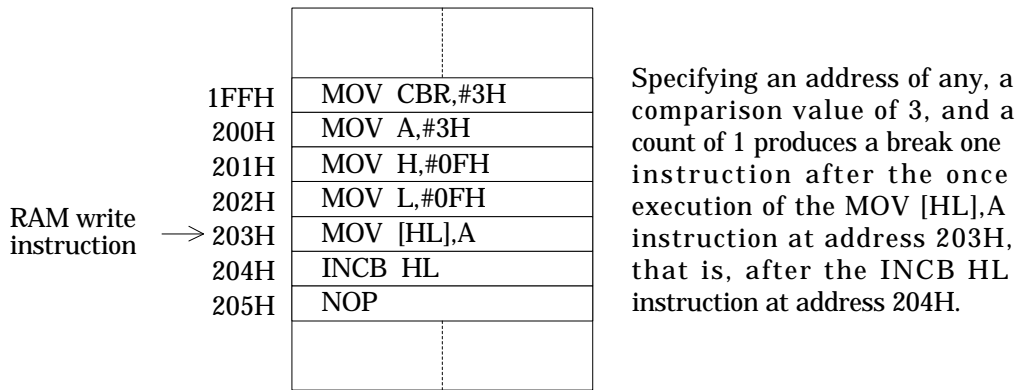 1FFH MOV CBR,#3H
200H MOV A,#3H
201H MOV H,#0FH
202H MOV L,#0FH
RAM write
instruction
203H MOV [HL],A
204H INCB HL
205H NOP
Specifying an address of any, a
comparison value of 3, and a
count of 1 produces a break one
instruction after the once
execution of the MOV [HL],A
instruction at address 203H,
that is, after the INCB HL
instruction at address 204H.